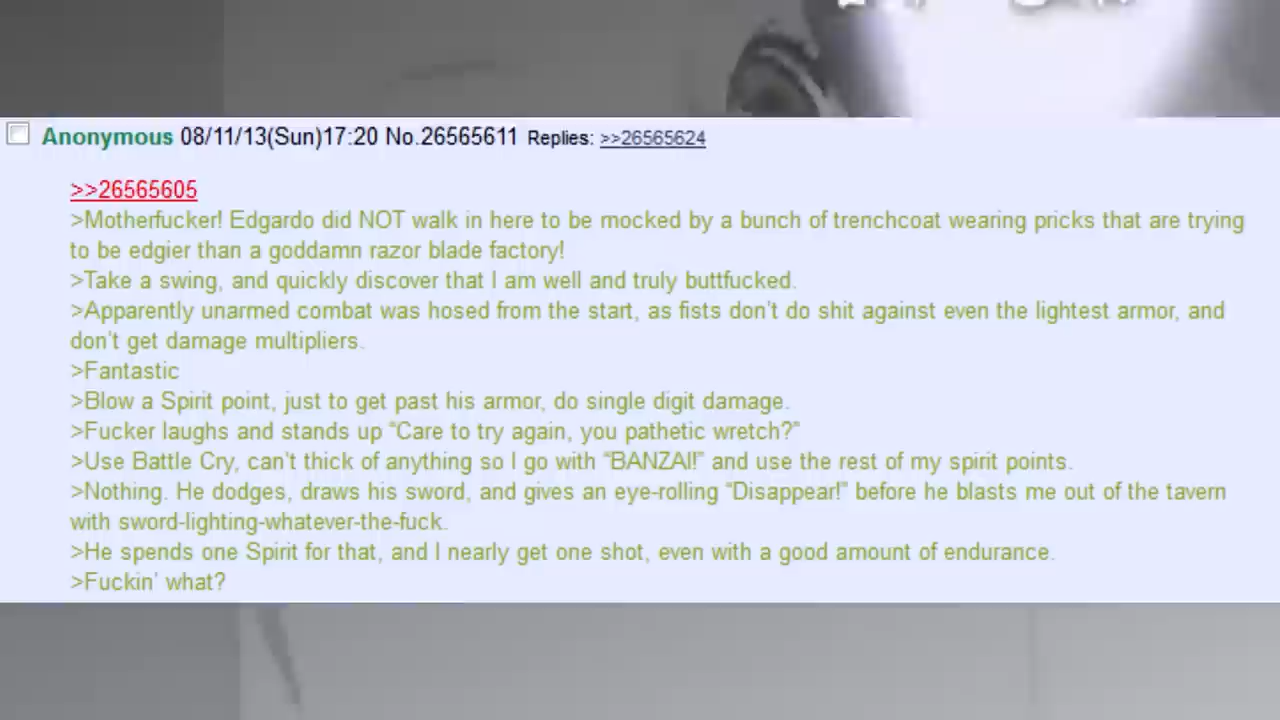 Anonymous 08/11/13(Sun)17:20 No.26565611 Replies: >>26565624
>>26565605
>Motherfucker! Edgardo did NOT walk in here to be mocked by a bunch of trenchcoat wearing pricks that are trying
to be edgier than a goddamn razor blade factory!
>Take a swing, and quickly discover that I am well and truly buttfucked.
>Apparently unarmed combat was hosed from the start, as fists don't do shit against even the lightest armor, and
don't get damage multipliers.
>Fantastic
>Blow a Spirit point, just to get past his armor, do single digit damage.
>Fucker laughs and stands up “Care to try again, you pathetic wretch?”
>Use Battle Cry, can't thick of anything so I go with “BANZAI!” and use the rest of my spirit points.
>Nothing. He dodges, draws his sword, and gives an eye-rolling “Disappear!” before he blasts me out of the tavern
with sword-lighting-whatever-the-fuck.
>He spends one Spirit for that, and I nearly get one shot, even with a good amount of endurance.
>Fuckin' what?